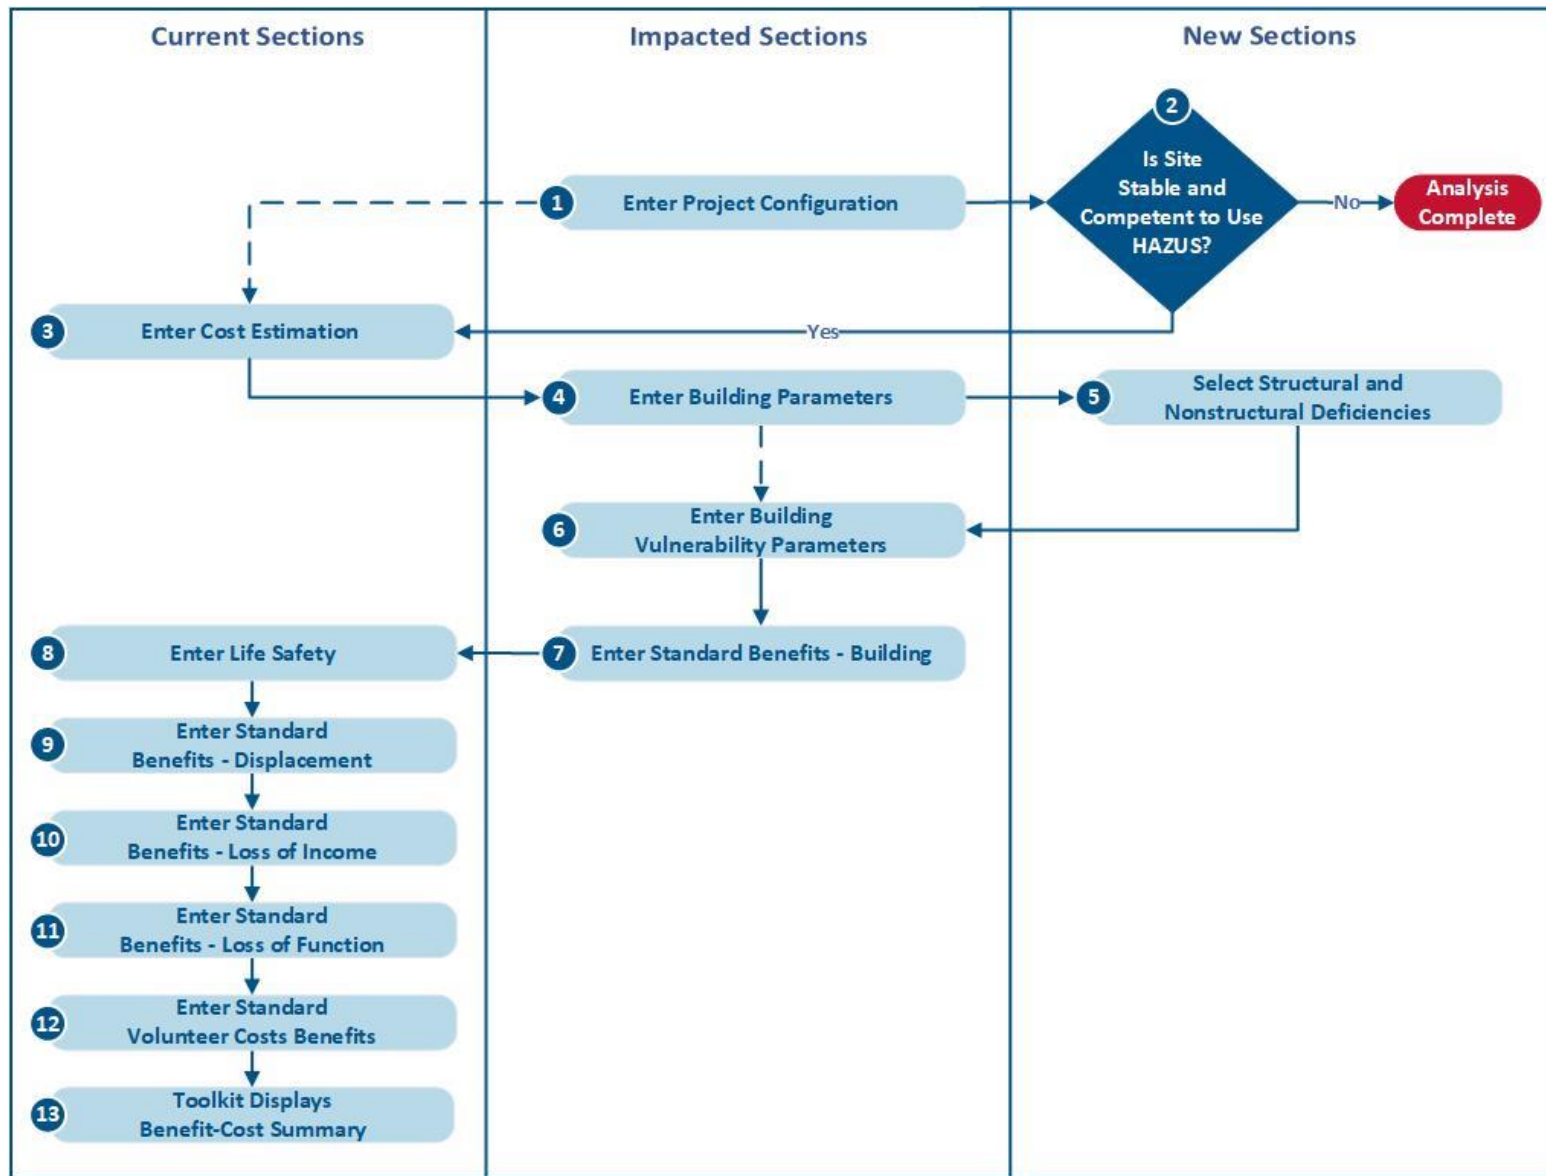 Current Sections
Impacted Sections
New Sections
2
Is Site
Stable and
Competent to Use
HAZUS?
No
Analysis
Complete
1
Enter Project Configuration
3
Enter Cost Estimation
Yes
4
Enter Building Parameters
5
Select Structural and
Nonstructural Deficiencies
6
Enter Building
Vulnerability Parameters
7
Enter Standard Benefits - Building
8
Enter Life Safety
9
Enter Standard
Benefits - Displacement
10
Enter Standard
Benefits - Loss of Income
11
Enter Standard
Benefits - Loss of Function
12
Enter Standard
Volunteer Costs Benefits
13
Toolkit Displays
Benefit-Cost Summary